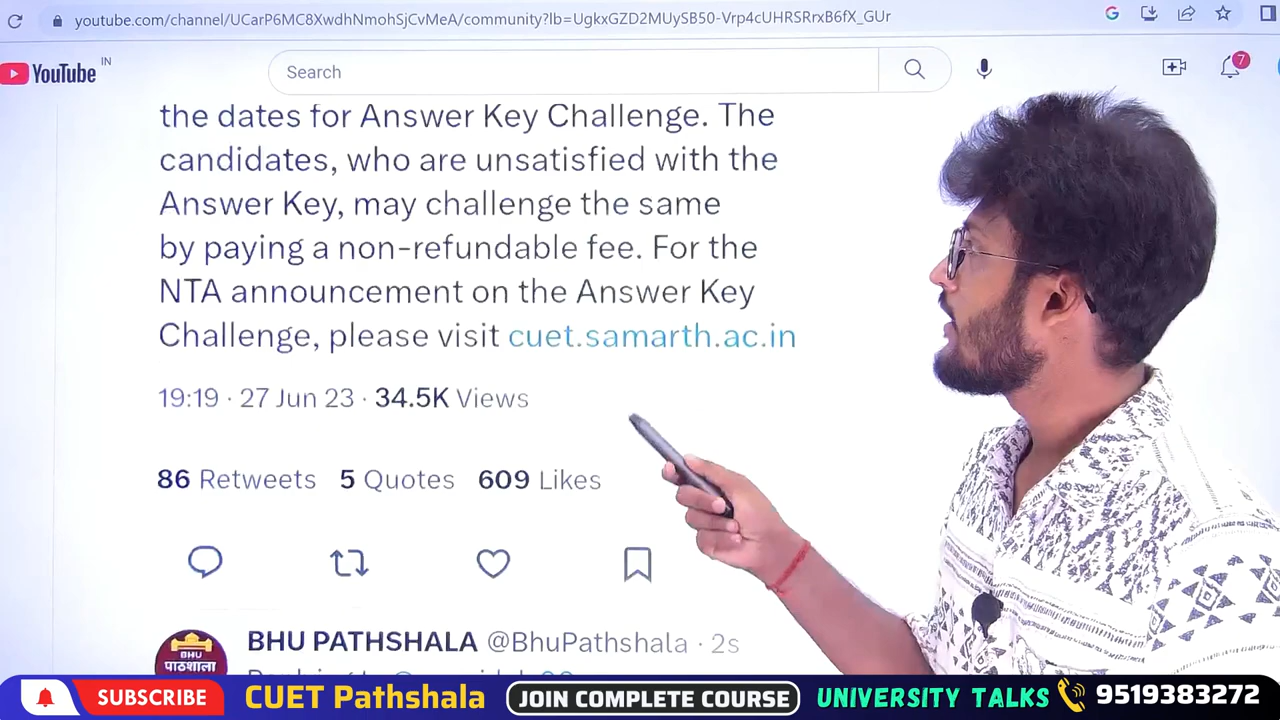 youtube.com/channel/UCarP6MC8XwdhNmohSjCvMeA/community?lb=UgkxGZD2MUySB50-Vrp4cUHRSRrxB6fX_GUr
YouTube IN
Search
7
the dates for Answer Key Challenge. The
candidates, who are unsatisfied with the
Answer Key, may challenge the same
by paying a non-refundable fee. For the
NTA announcement on the Answer Key
Challenge, please visit cuet.samarth.ac.in
19:19 · 27 Jun 23 · 34.5K Views
86 Retweets 5 Quotes 609 Likes
BHU PATHSHALA @BhuPathshala · 2s
BHU
पाठशाला
SUBSCRIBE CUET Pathshala JOIN COMPLETE COURSE UNIVERSITY TALKS 9519383272